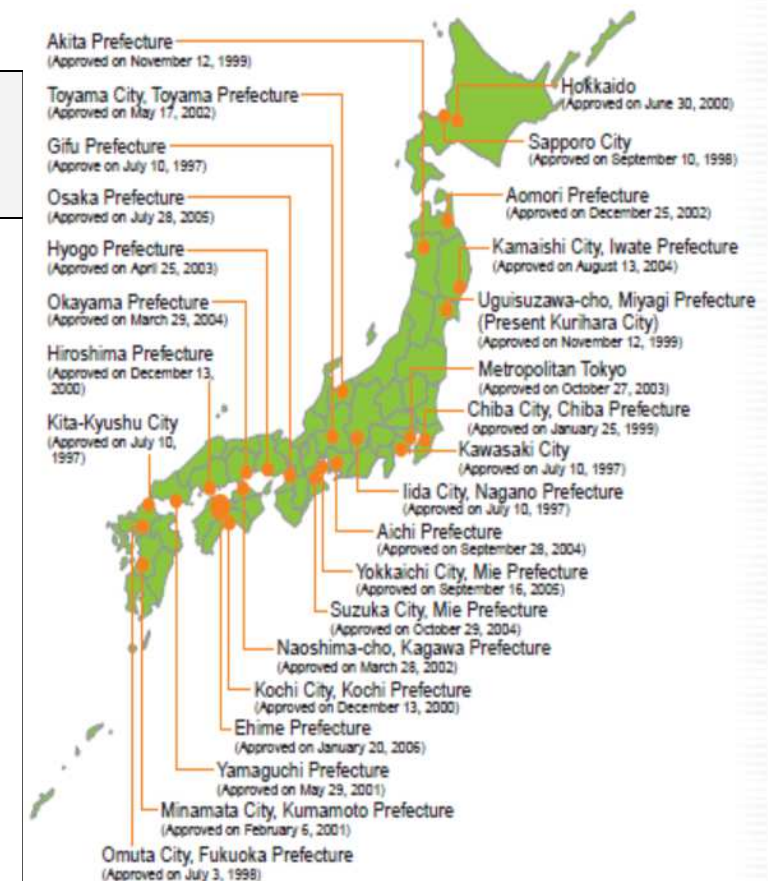 Akita Prefecture
(Approved on November 12, 1999)
Toyama City, Toyama Prefecture
(Approved on May 17, 2002)
Gifu Prefecture
(Approve on July 10, 1997)
Osaka Prefecture
(Approved on July 28, 2005)
Hyogo Prefecture
(Approved on April 25, 2003)
Okayama Prefecture
(Approved on March 29, 2004)
Hiroshima Prefecture
(Approved on December 13,
2000)
Kita-Kyushu City
(Approved on July 10,
1997)
Hokkaido
(Approved on June 30, 2000)
Sapporo City
(Approved on September 10, 1998)
Aomori Prefecture
(Approved on December 25, 2002)
Kamaishi City, Iwate Prefecture
(Approved on August 13, 2004)
Uguisuzawa-cho, Miyagi Prefecture
(Present Kurihara City)
(Approved on November 12, 1999)
Metropolitan Tokyo
(Approved on October 27, 2003)
Chiba City, Chiba Prefecture
(Approved on January 25, 1999)
Kawasaki City
(Approved on July 10, 1997)
Iida City, Nagano Prefecture
(Approved on July 10, 1997)
Aichi Prefecture
(Approved on September 28, 2004)
Yokkaichi City, Mie Prefecture
(Approved on September 16, 2005)
Suzuka City, Mie Prefecture
(Approved on October 29, 2004)
Naoshima-cho, Kagawa Prefecture
(Approved on March 28, 2002)
Kochi City, Kochi Prefecture
(Approved on December 13, 2000)
Ehime Prefecture
(Approved on January 20, 2006)
Yamaguchi Prefecture
(Approved on May 29, 2001)
Minamata City, Kumamoto Prefecture
(Approved on February 6, 2001)
Omuta City, Fukuoka Prefecture
(Approved on July 3, 1998)